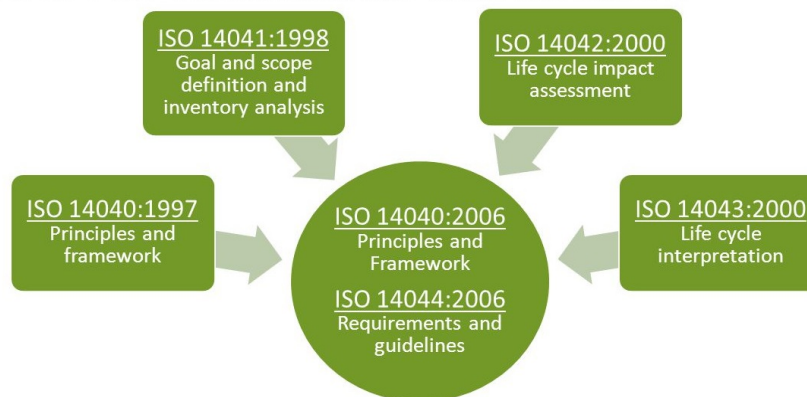 ISO 14041:1998
Goal and scope
definition and
inventory analysis
ISO 14042:2000
Life cycle impact
assessment
ISO 14040:1997
Principles and
framework
ISO 14040:2006
Principles and
Framework
ISO 14044:2006
Requirements and
guidelines
ISO 14043:2000
Life cycle
interpretation